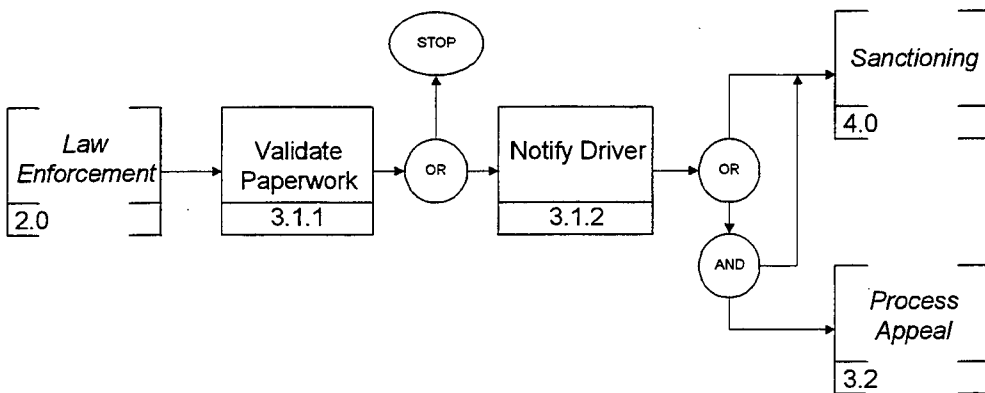 STOP
Sanctioning
4.0
Law
Enforcement
2.0
Validate
Paperwork
3.1.1
OR
Notify Driver
3.1.2
OR
AND
Process
Appeal
3.2